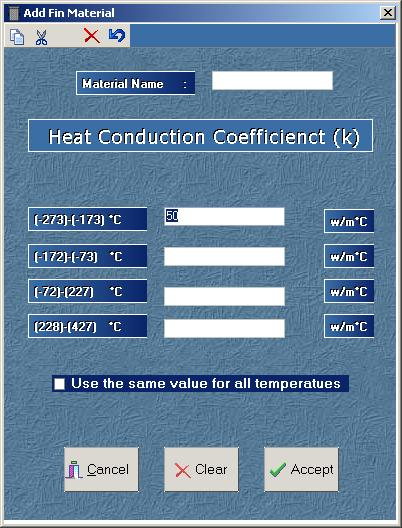 Add Fin Material
Material Name :
Heat Conduction Coefficienct (k)
(-273)-(-173) *C 50 w/m*C
(-172)-(-73) *C w/m*C
(-72)-(227) *C w/m*C
(228)-(427) *C w/m*C
Use the same value for all temperatues
Cancel Clear Accept